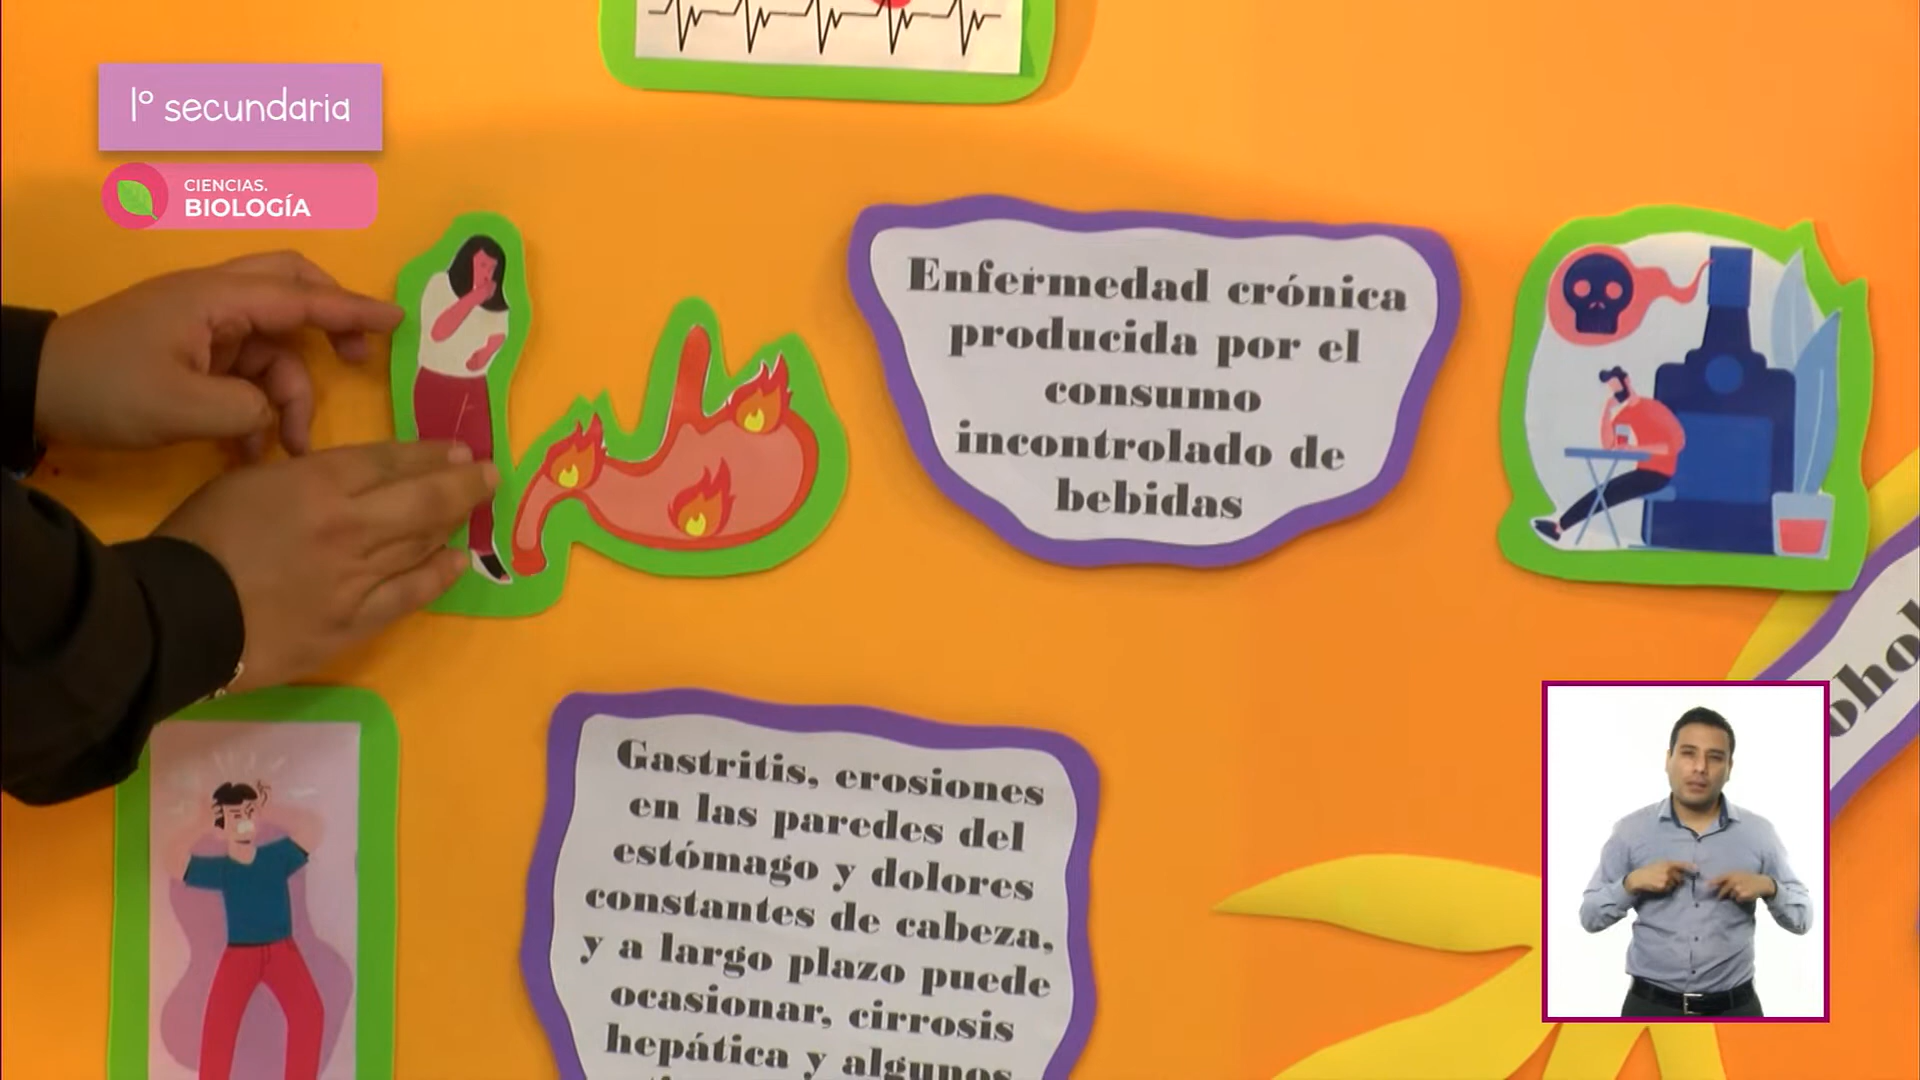 1° secundaria
CIENCIAS.
BIOLOGÍA
Enfermedad crónica
producida por el
consumo
incontrolado de
bebidas
Gastritis, erosiones
en las paredes del
estómago y dolores
constantes de cabeza,
y a largo plazo puede
ocasionar, cirrosis
hepática y algunos